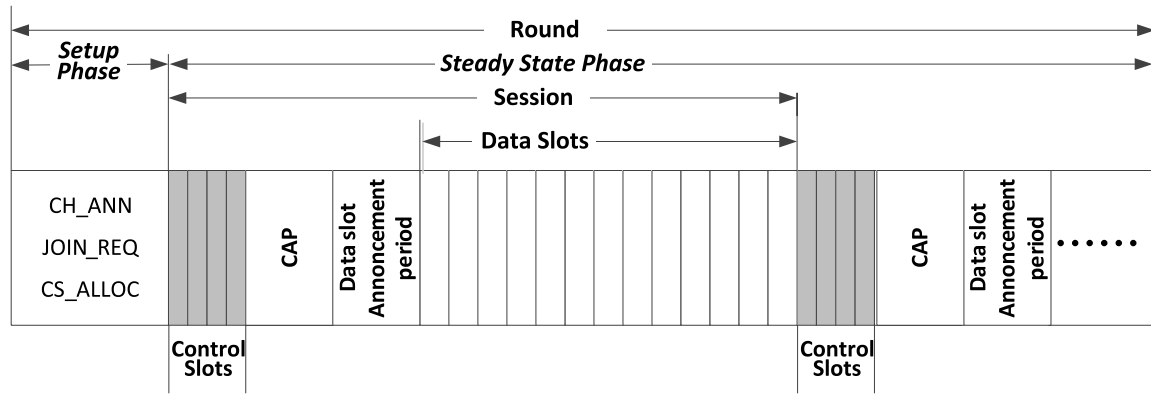 Round
Setup
Phase
Steady State Phase
Session
Data Slots
CH_ANN
JOIN_REQ
CS_ALLOC
CAP
Data slot
Annoncement
period
CAP
Data slot
Annoncement
period
Control
Slots
Control
Slots